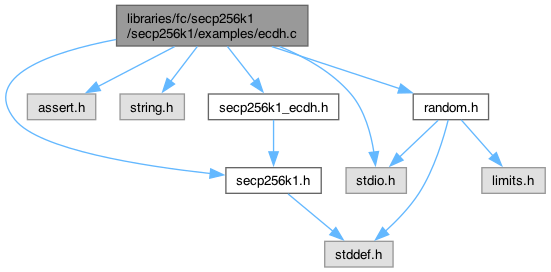 libraries/fc/secp256k1
/secp256k1/examples/ecdh.c
assert.h
string.h
secp256k1_ecdh.h
random.h
secp256k1.h
stdio.h
limits.h
stddef.h